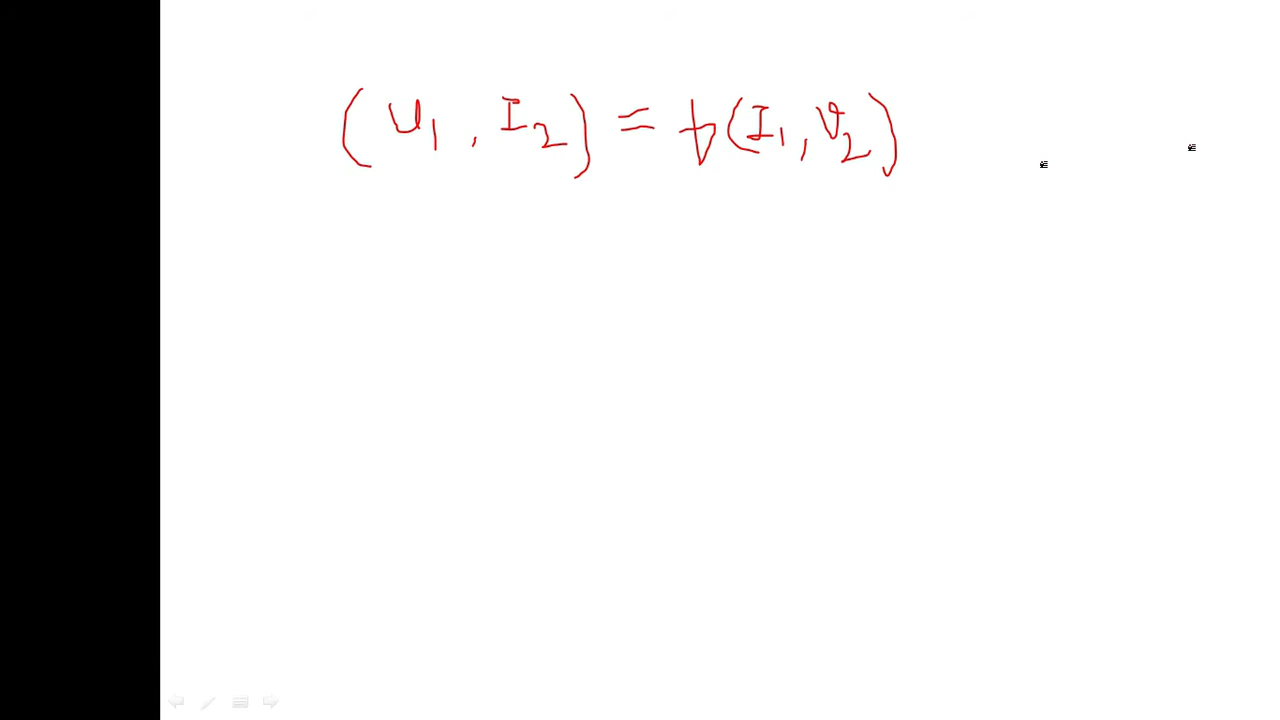 (V₁, I₂) = f(I₁, V₂)